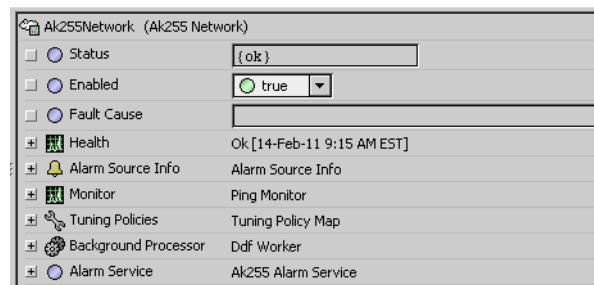 Ak255Network (Ak255 Network)
Status {ok}
Enabled true
Fault Cause
Health Ok [14-Feb-11 9:15 AM EST]
Alarm Source Info Alarm Source Info
Monitor Ping Monitor
Tuning Policies Tuning Policy Map
Background Processor Ddf Worker
Alarm Service Ak255 Alarm Service